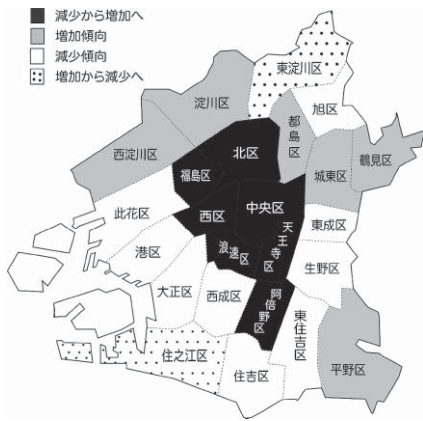 減少から増加へ
増加傾向
減少傾向
増加から減少へ
東淀川区
淀川区
旭区
都島区
西淀川区
北区
鶴見区
福島区
城東区
此花区
西区
中央区
東成区
港区
浪速区
天王寺区
生野区
大正区
西成区
阿倍野区
東住吉区
住之江区
住吉区
平野区